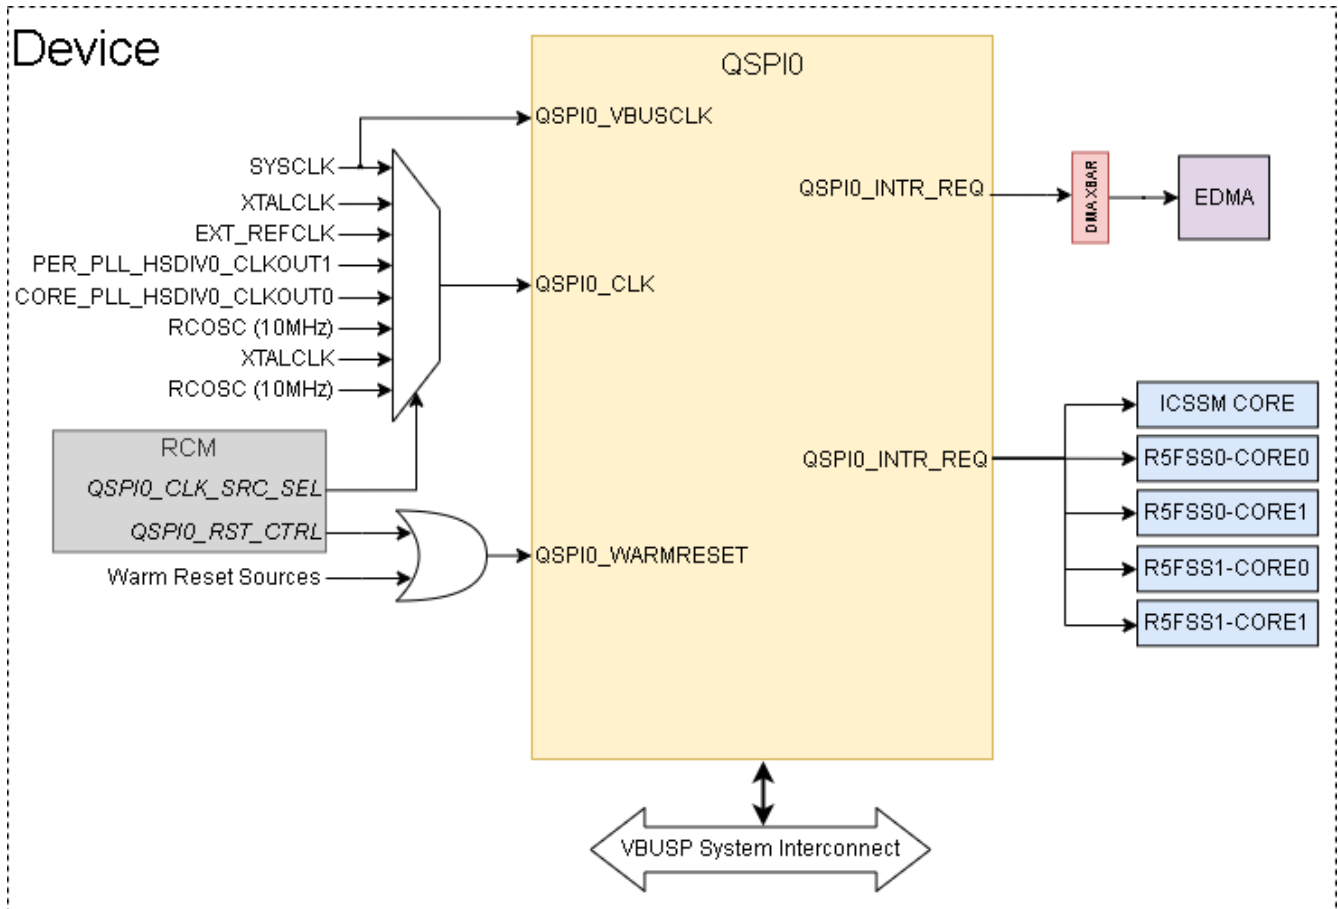 Device
QSPI0
QSPI0_VBUSCLK
SYSCLK
XTALCLK
EXT_REFCLK
PER_PLL_HSDIV0_CLKOUT1
CORE_PLL_HSDIV0_CLKOUT0
RCOSC (10MHz)
XTALCLK
RCOSC (10MHz)
QSPI0_CLK
RCM
QSPI0_CLK_SRC_SEL
QSPI0_RST_CTRL
Warm Reset Sources
QSPI0_WARMRESET
QSPI0_INTR_REQ
DMA XBAR
EDMA
QSPI0_INTR_REQ
ICSSM CORE
R5FSS0-CORE0
R5FSS0-CORE1
R5FSS1-CORE0
R5FSS1-CORE1
VBUSP System Interconnect